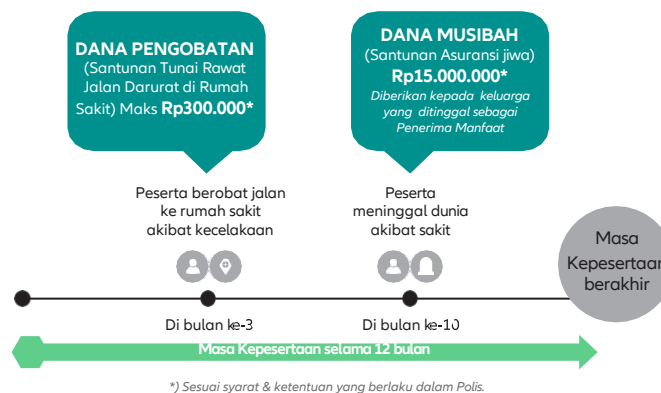 DANA PENGOBATAN
(Santunan Tunai Rawat
Jalan Darurat di Rumah
Sakit) Maks Rp300.000*
DANA MUSIBAH
(Santunan Asuransi jiwa)
Rp15.000.000*
Diberikan kepada keluarga
yang ditinggal sebagai
Penerima Manfaat
Peserta berobat jalan
ke rumah sakit
akibat kecelakaan
Peserta
meninggal dunia
akibat sakit
Masa
Kepesertaan
berakhir
Di bulan ke-3
Di bulan ke-10
Masa Kepesertaan selama 12 bulan
*) Sesuai syarat & ketentuan yang berlaku dalam Polis.